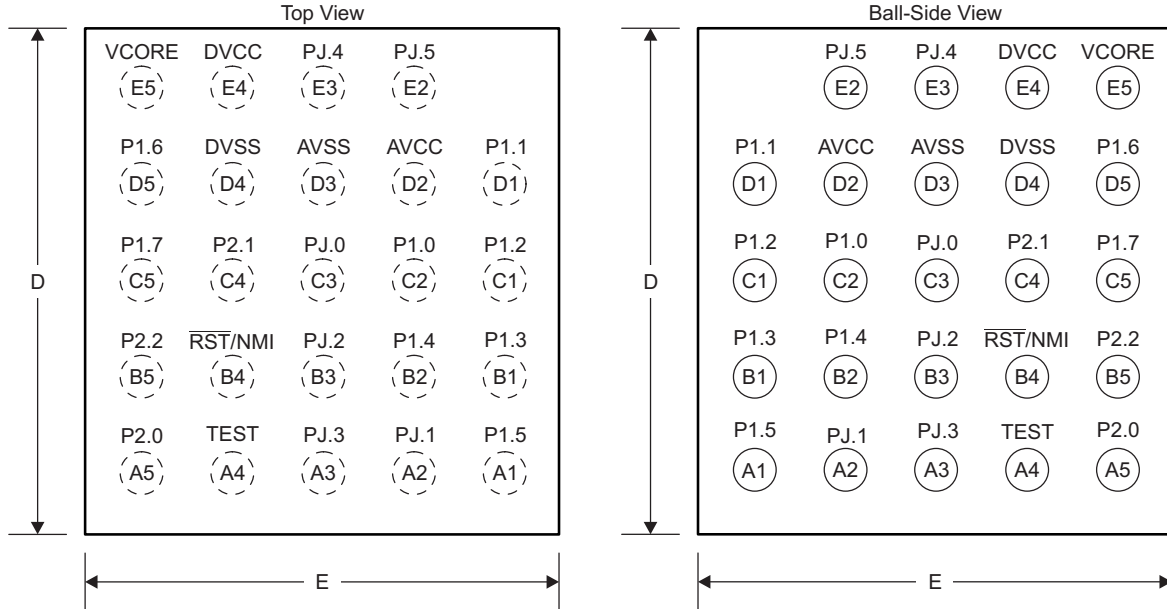 Top View
VCORE DVCC PJ.4 PJ.5
E5 E4 E3 E2
P1.6 DVSS AVSS AVCC P1.1
D5 D4 D3 D2 D1
P1.7 P2.1 PJ.0 P1.0 P1.2
C5 C4 C3 C2 C1
P2.2 R̅S̅T̅/NMI PJ.2 P1.4 P1.3
B5 B4 B3 B2 B1
P2.0 TEST PJ.3 PJ.1 P1.5
A5 A4 A3 A2 A1
D
E
Ball-Side View
PJ.5 PJ.4 DVCC VCORE
E2 E3 E4 E5
P1.1 AVCC AVSS DVSS P1.6
D1 D2 D3 D4 D5
P1.2 P1.0 PJ.0 P2.1 P1.7
C1 C2 C3 C4 C5
P1.3 P1.4 PJ.2 R̅S̅T̅/NMI P2.2
B1 B2 B3 B4 B5
P1.5 PJ.1 PJ.3 TEST P2.0
A1 A2 A3 A4 A5
D
E